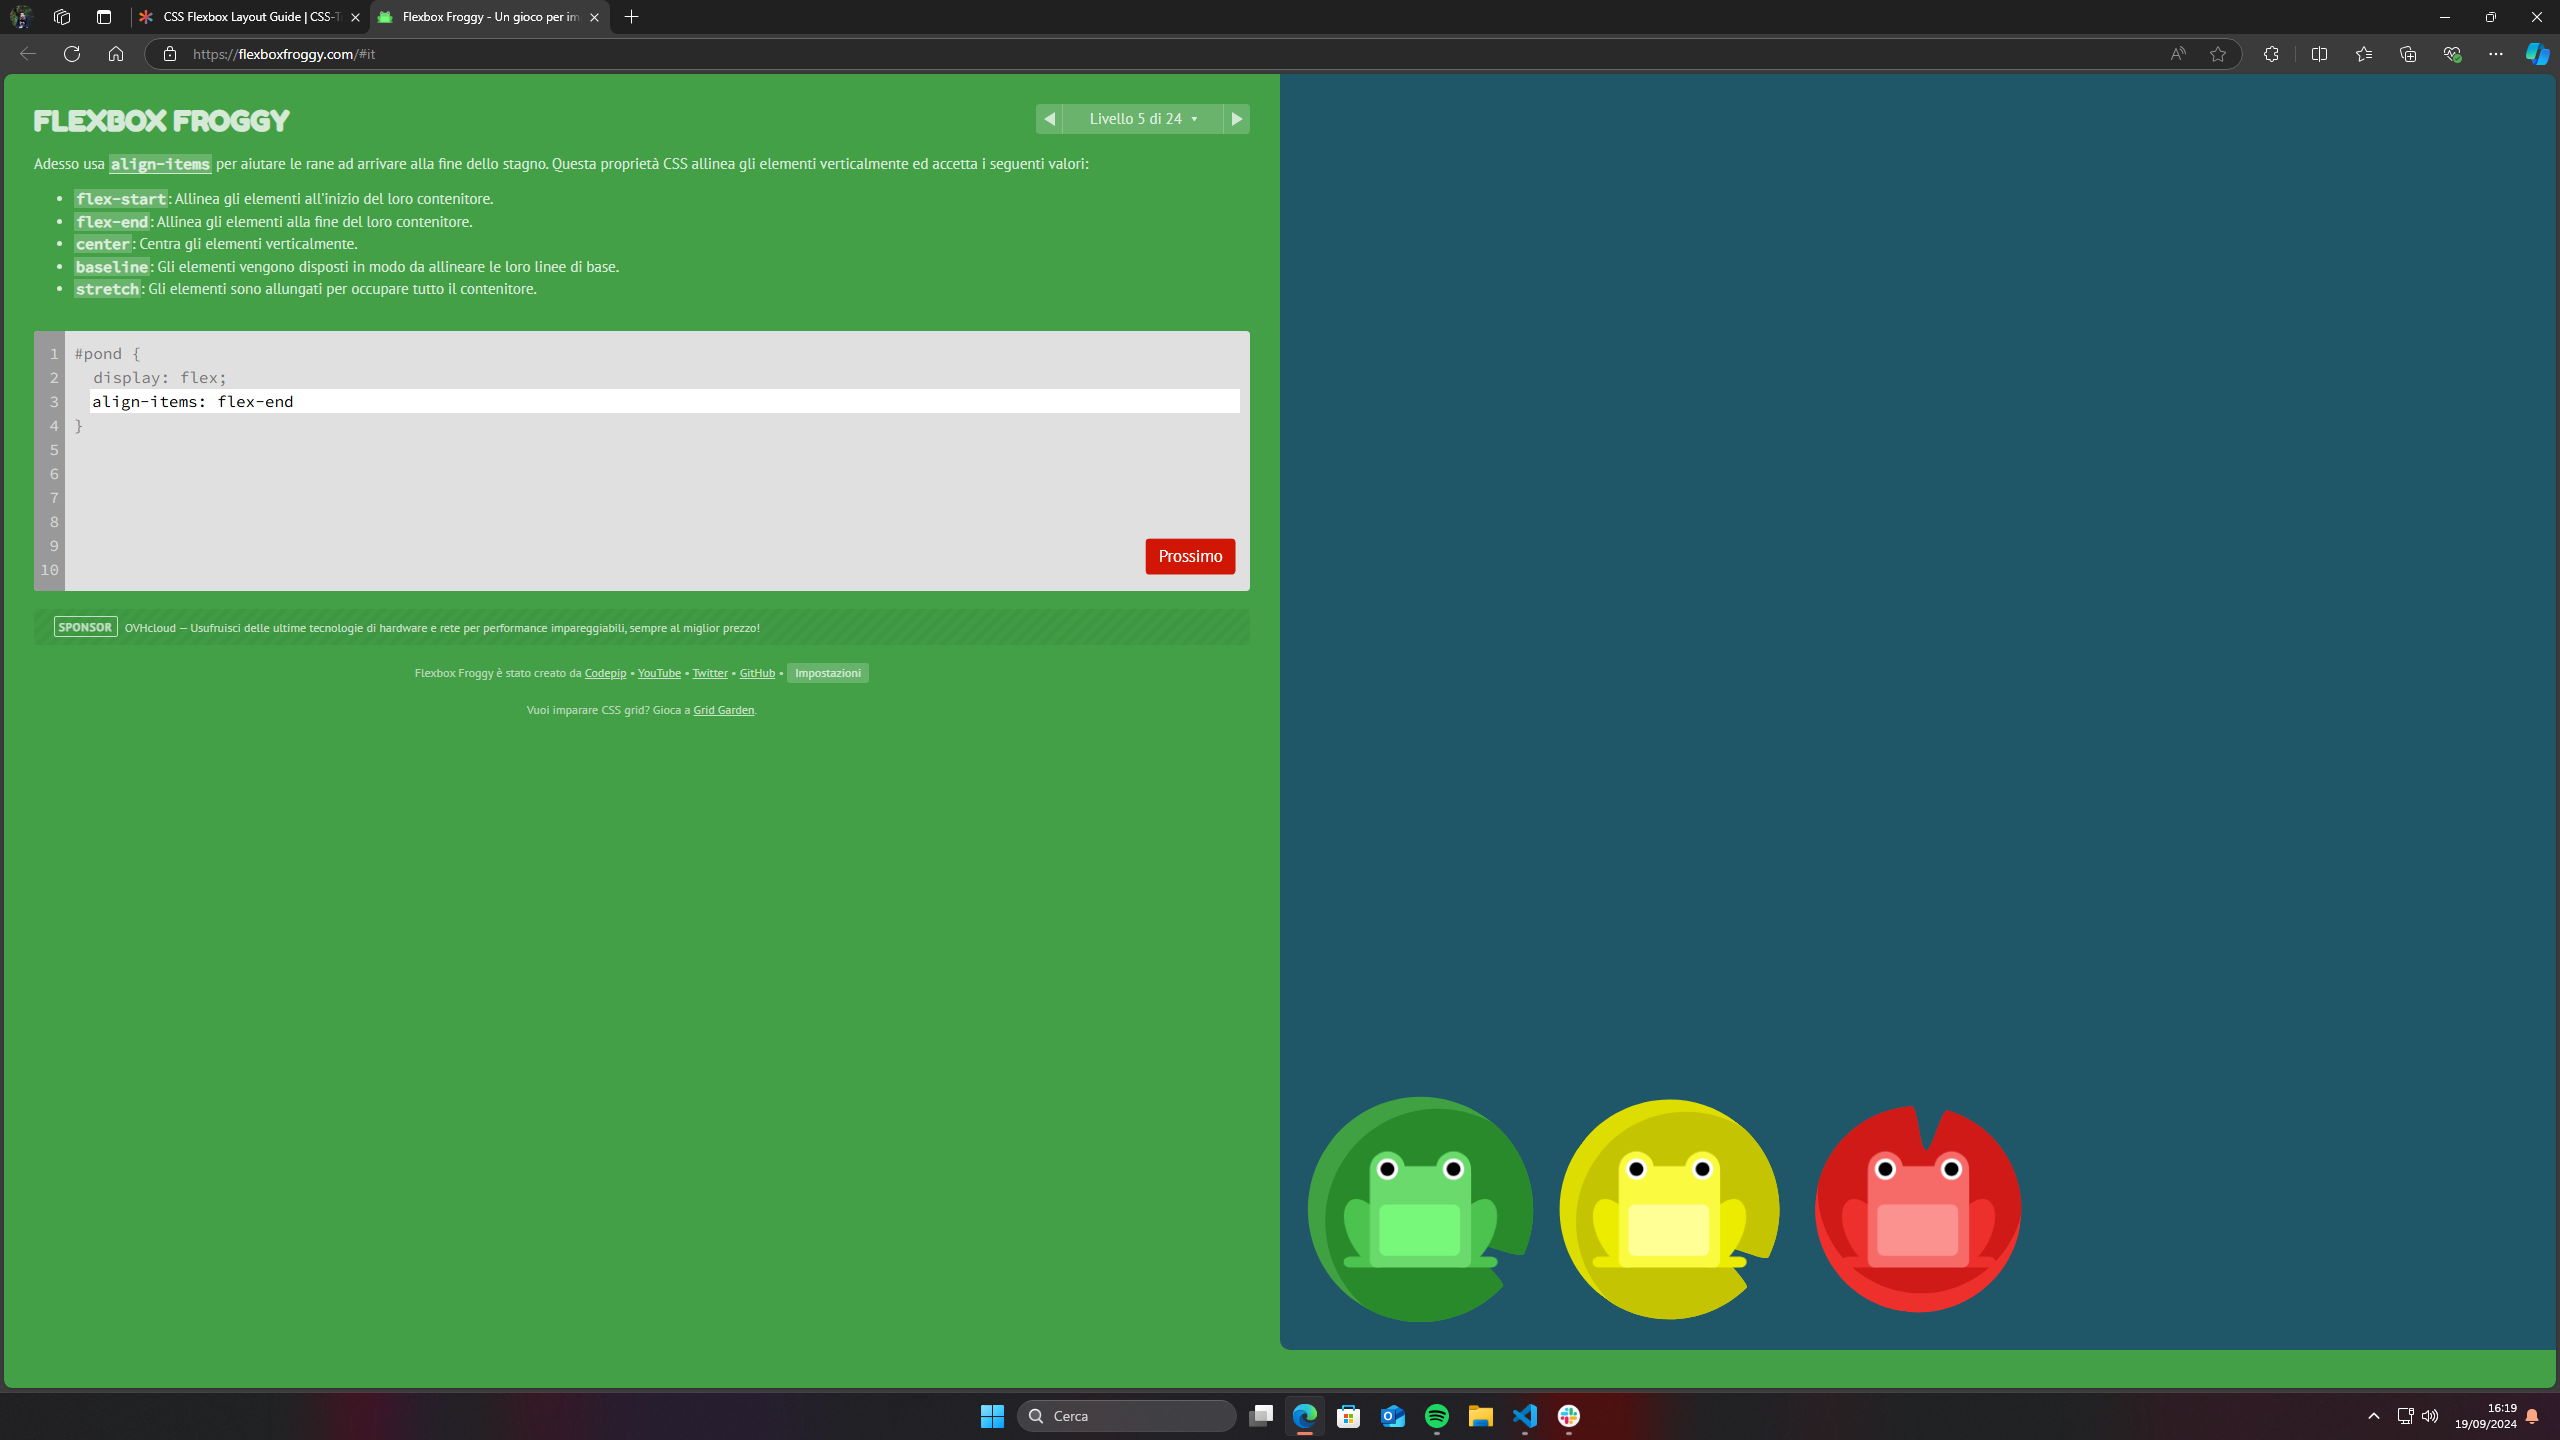 CSS Flexbox Layout Guide | CSS-T
Flexbox Froggy - Un gioco per im
https://flexboxfroggy.com/#it
FLEXBOX FROGGY
Livello 5 di 24
Adesso usa align-items per aiutare le rane ad arrivare alla fine dello stagno. Questa proprietà CSS allinea gli elementi verticalmente ed accetta i seguenti valori:
• flex-start: Allinea gli elementi all'inizio del loro contenitore.
• flex-end: Allinea gli elementi alla fine del loro contenitore.
• center: Centra gli elementi verticalmente.
• baseline: Gli elementi vengono disposti in modo da allineare le loro linee di base.
• stretch: Gli elementi sono allungati per occupare tutto il contenitore.
1 #pond {
2 display: flex;
3 align-items: flex-end
4 }
5
6
7
8
9
10
Prossimo
SPONSOR OVHcloud — Usufruisci delle ultime tecnologie di hardware e rete per performance impareggiabili, sempre al miglior prezzo!
Flexbox Froggy è stato creato da Codepip • YouTube • Twitter • GitHub • Impostazioni
Vuoi imparare CSS grid? Gioca a Grid Garden.
Cerca
16:19
19/09/2024